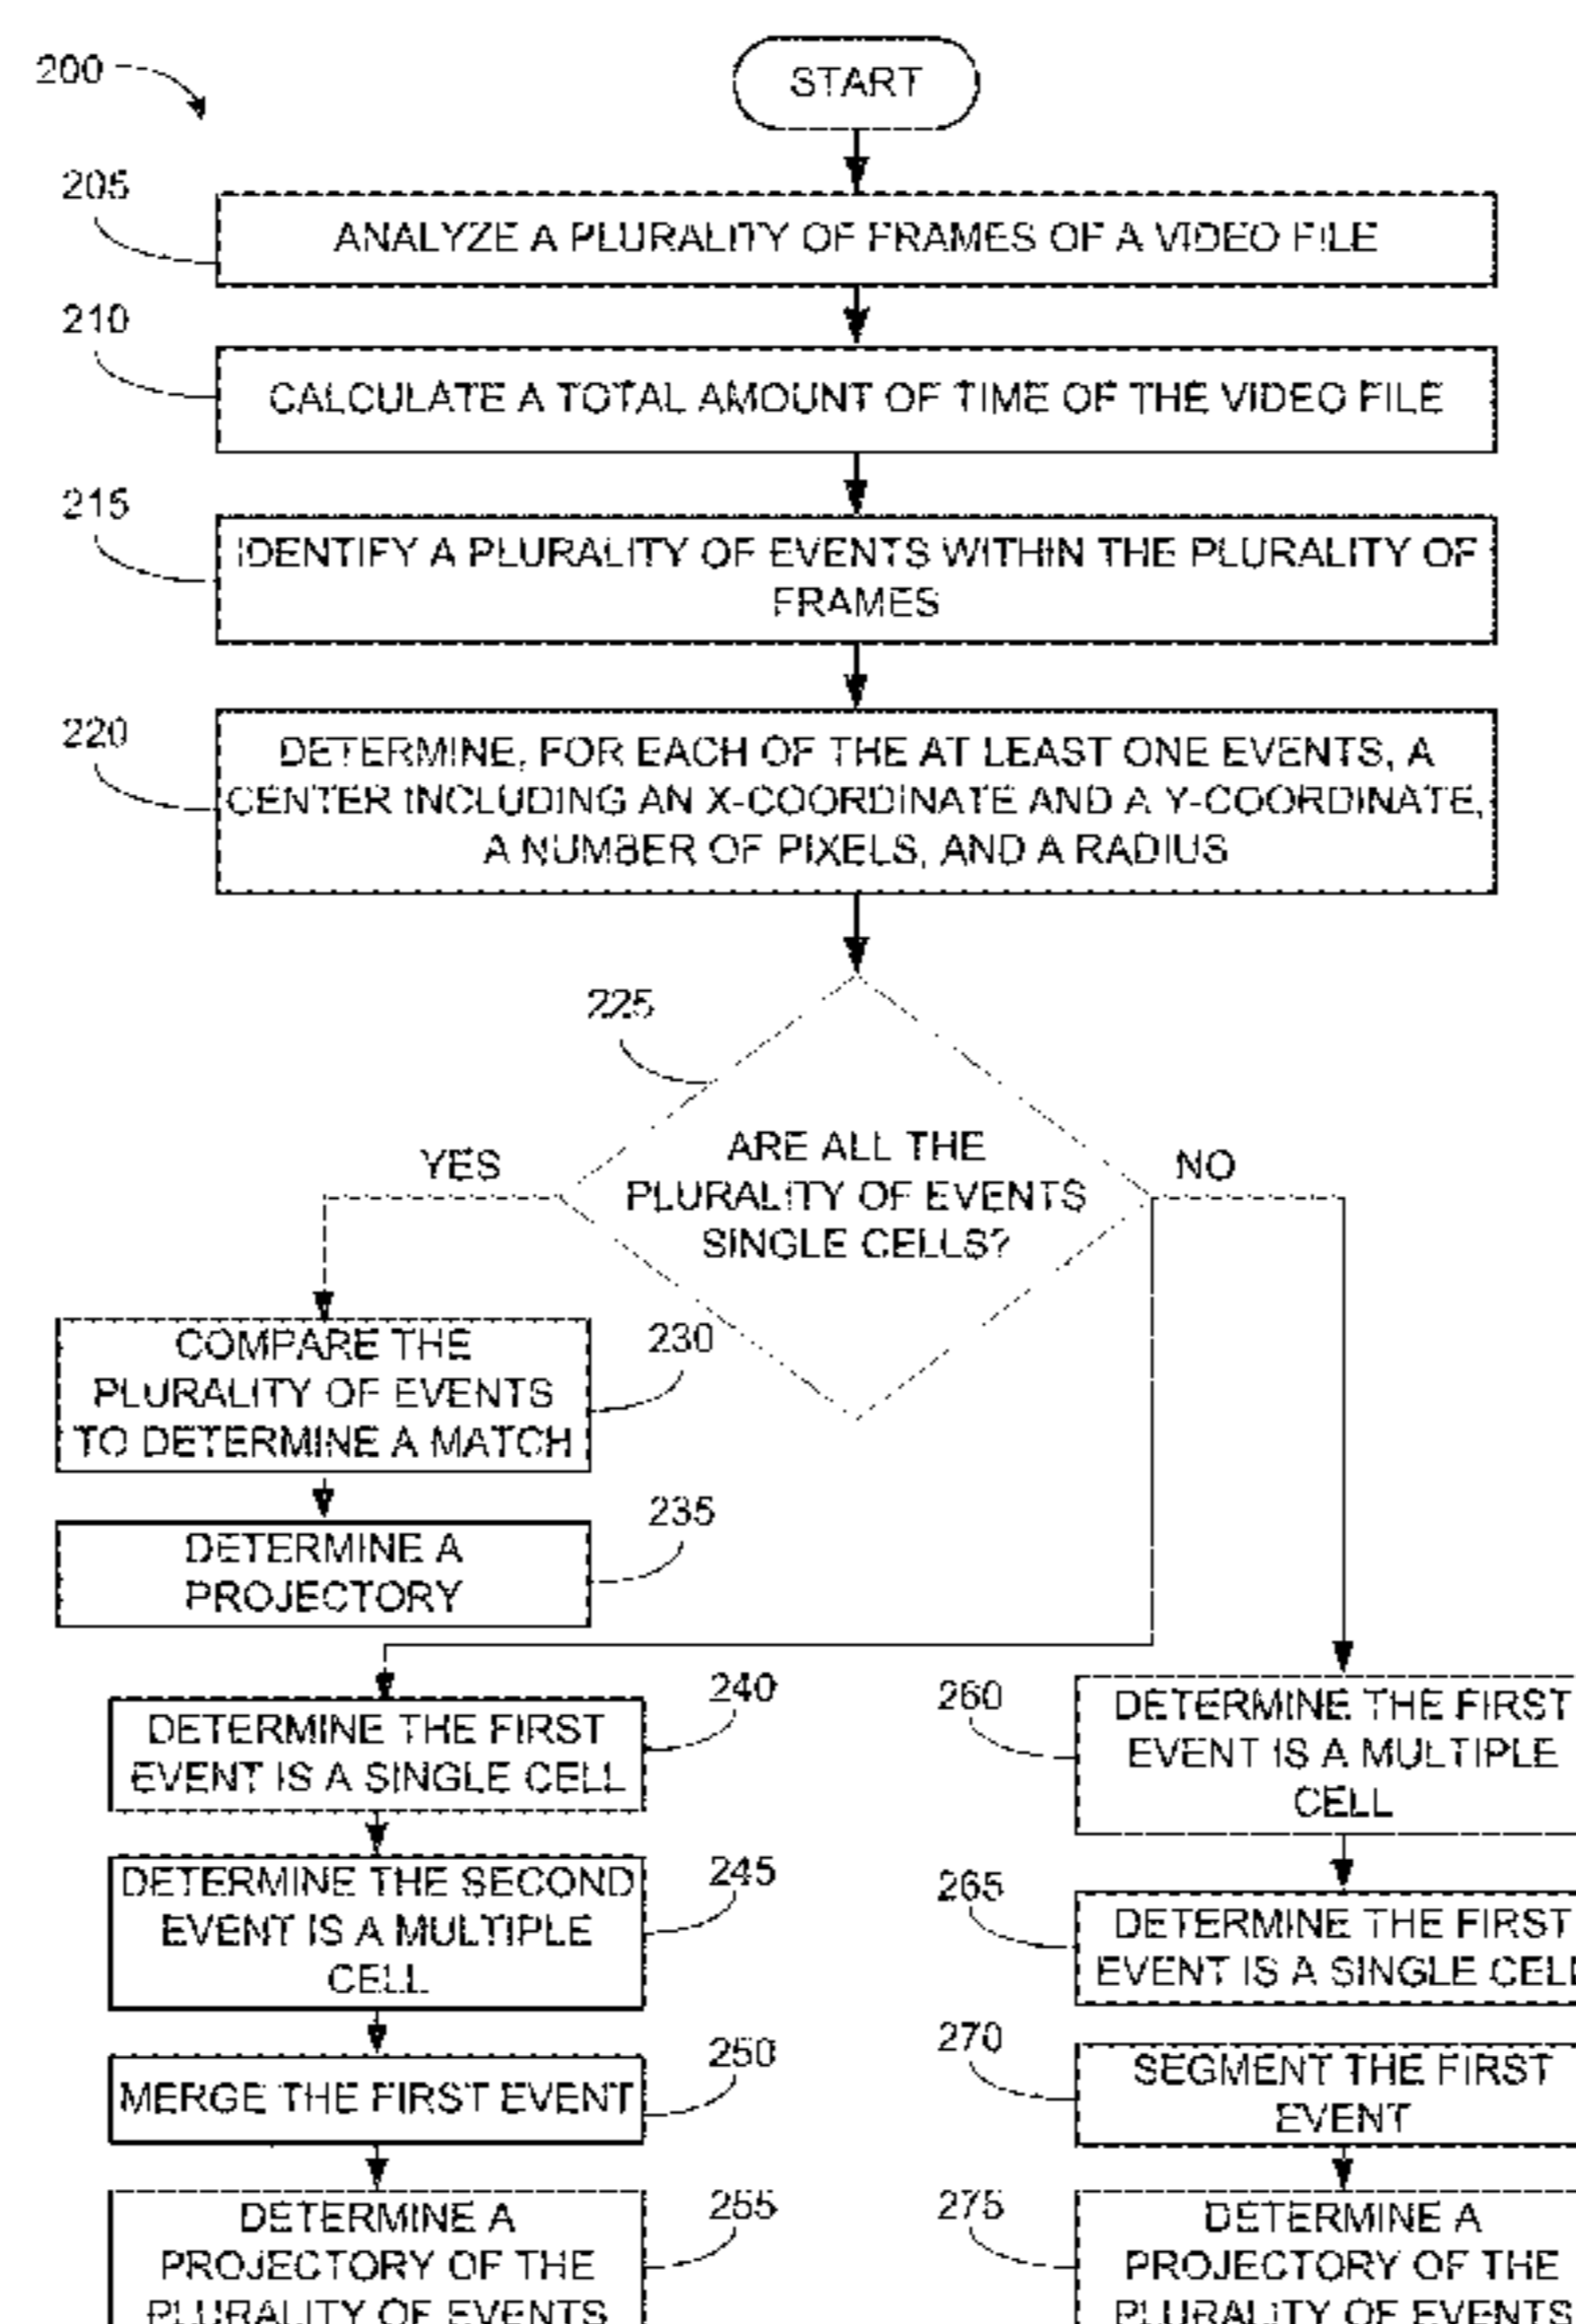 200
START
205
ANALYZE A PLURALITY OF FRAMES OF A VIDEO FILE
210
CALCULATE A TOTAL AMOUNT OF TIME OF THE VIDEO FILE
215
IDENTIFY A PLURALITY OF EVENTS WITHIN THE PLURALITY OF
FRAMES
220
DETERMINE, FOR EACH OF THE AT LEAST ONE EVENTS, A
CENTER INCLUDING AN X-COORDINATE AND A Y-COORDINATE,
A NUMBER OF PIXELS, AND A RADIUS
225
ARE ALL THE
PLURALITY OF EVENTS
SINGLE CELLS?
YES
NO
COMPARE THE
PLURALITY OF EVENTS
TO DETERMINE A MATCH
230
DETERMINE A
PROJECTORY
235
DETERMINE THE FIRST
EVENT IS A SINGLE CELL
240
DETERMINE THE SECOND
EVENT IS A MULTIPLE
CELL
245
MERGE THE FIRST EVENT
250
DETERMINE A
PROJECTORY OF THE
PLURALITY OF EVENTS
255
260
DETERMINE THE FIRST
EVENT IS A MULTIPLE
CELL
265
DETERMINE THE FIRST
EVENT IS A SINGLE CELL
270
SEGMENT THE FIRST
EVENT
275
DETERMINE A
PROJECTORY OF THE
PLURALITY OF EVENTS